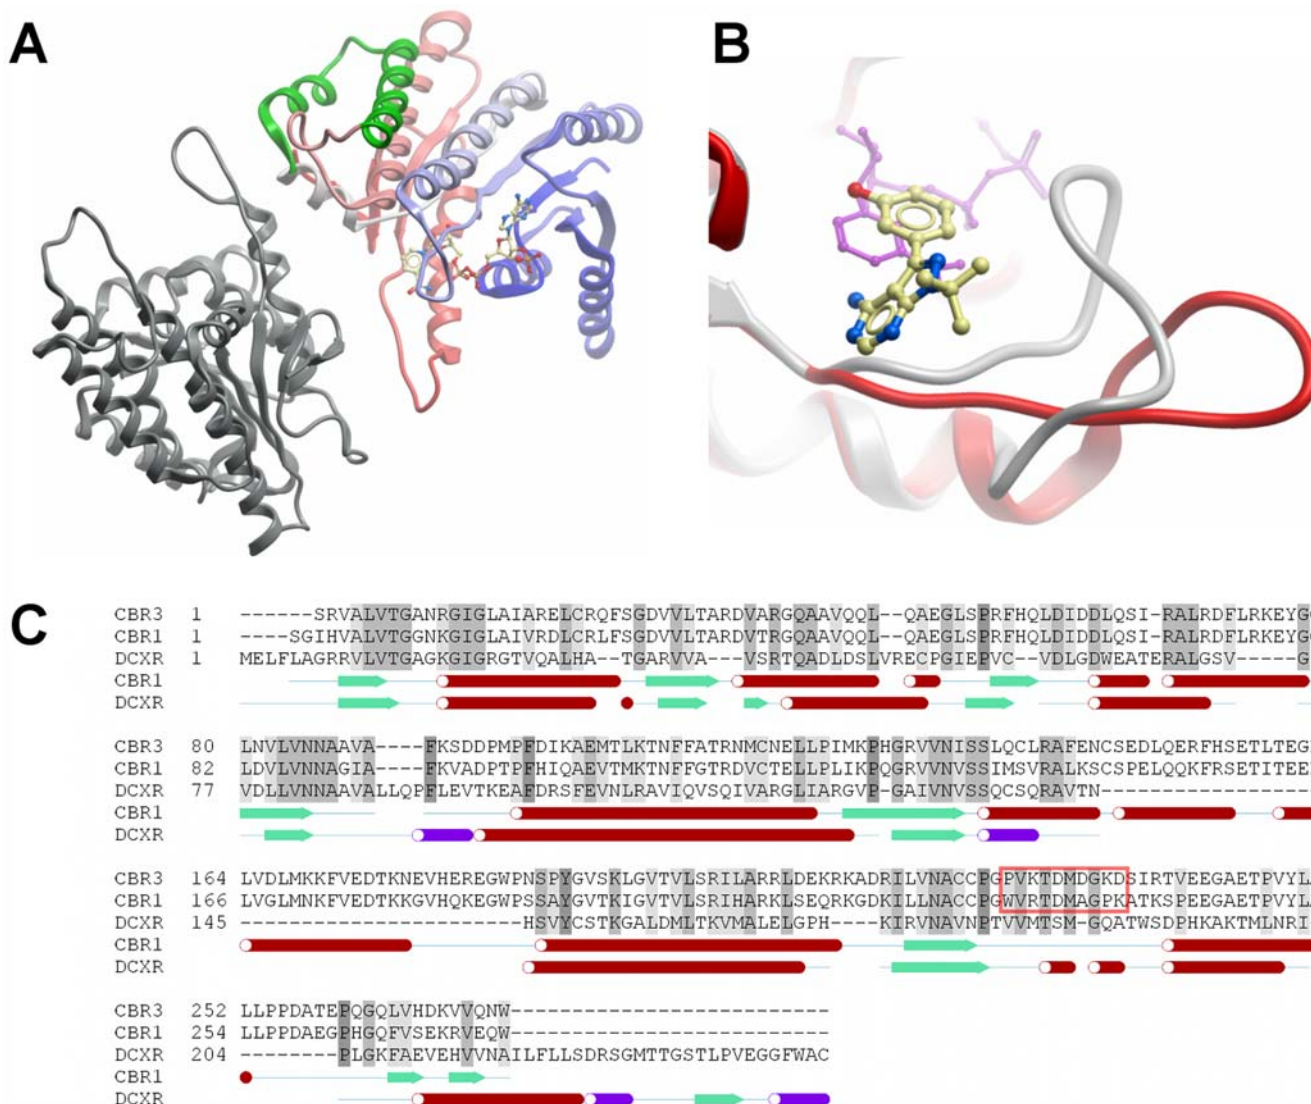 A
B
C
CBR3 1 ------SRVALVTGANRGIGLAIARELCRQFSGDVVLTARDVARGQAAVQQL--QAEGLSPRFHQLDIDDLQSI-RALRDFLRKEYG
CBR1 1 ----SGIHVALVTGGNKGIGLAIVRDLCRLFSGDVVLTARDVTRGQAAVQQL--QAEGLSPRFHQLDIDDLQSI-RALRDFLRKEYG
DCXR 1 MELFLAGRRVLVTGAGKGIGRGTVQALHA--TGARVVA---VSRTQADLDSLVRECPGIEPVC--VDLGDWEATERALGSV-----G
CBR1
DCXR
CBR3 80 LNVLVNNAAVA----FKSDDPMPFDIKAEMTLKTNFFATRNMCNELLPIMKPHGRVVNISSLQCLRAFENCSEDLQERFHSETLTEG
CBR1 82 LDVLVNNAGIA----FKVADPTPFHIQAEVTMKTNFFGTRDVCTELLPLIKPQGRVVNVSSIMSVRALKSCSPELQQKFRSETITEE
DCXR 77 VDLLVNNAAVALLQPFLEVTKEAFDRSFEVNLRAVIQVSQIVARGLIARGVP-GAIVNVSSQCSQRAVTN-----------------
CBR1
DCXR
CBR3 164 LVDLMKKFVEDTKNEVHEREGWPNSPYGVSKLGVTVLSRILARRLDEKRKADRILVNACCPGPVKTDMDGKDSIRTVEEGAETPVYL
CBR1 166 LVGLMNKFVEDTKKGVHQKEGWPSSAYGVTKIGVTVLSRIHARKLSEQRKGDKILLNACCPGWVRTDMAGPKATKSPEEGAETPVYL
DCXR 145 -----------------------HSVYCSTKGALDMLTKVMALELGPH---KIRVNAVNPTVVMTSM-GQATWSDPHKAKTMLNRI
CBR1
DCXR
CBR3 252 LLPPDATEPQGQLVHDKVVQNW--------------------------
CBR1 254 LLPPDAEGPHGQFVSEKRVEQW--------------------------
DCXR 204 --------PLGKFAEVEHVVNAILFLLSDRSGMTTGSTLPVEGGFWAC
CBR1
DCXR